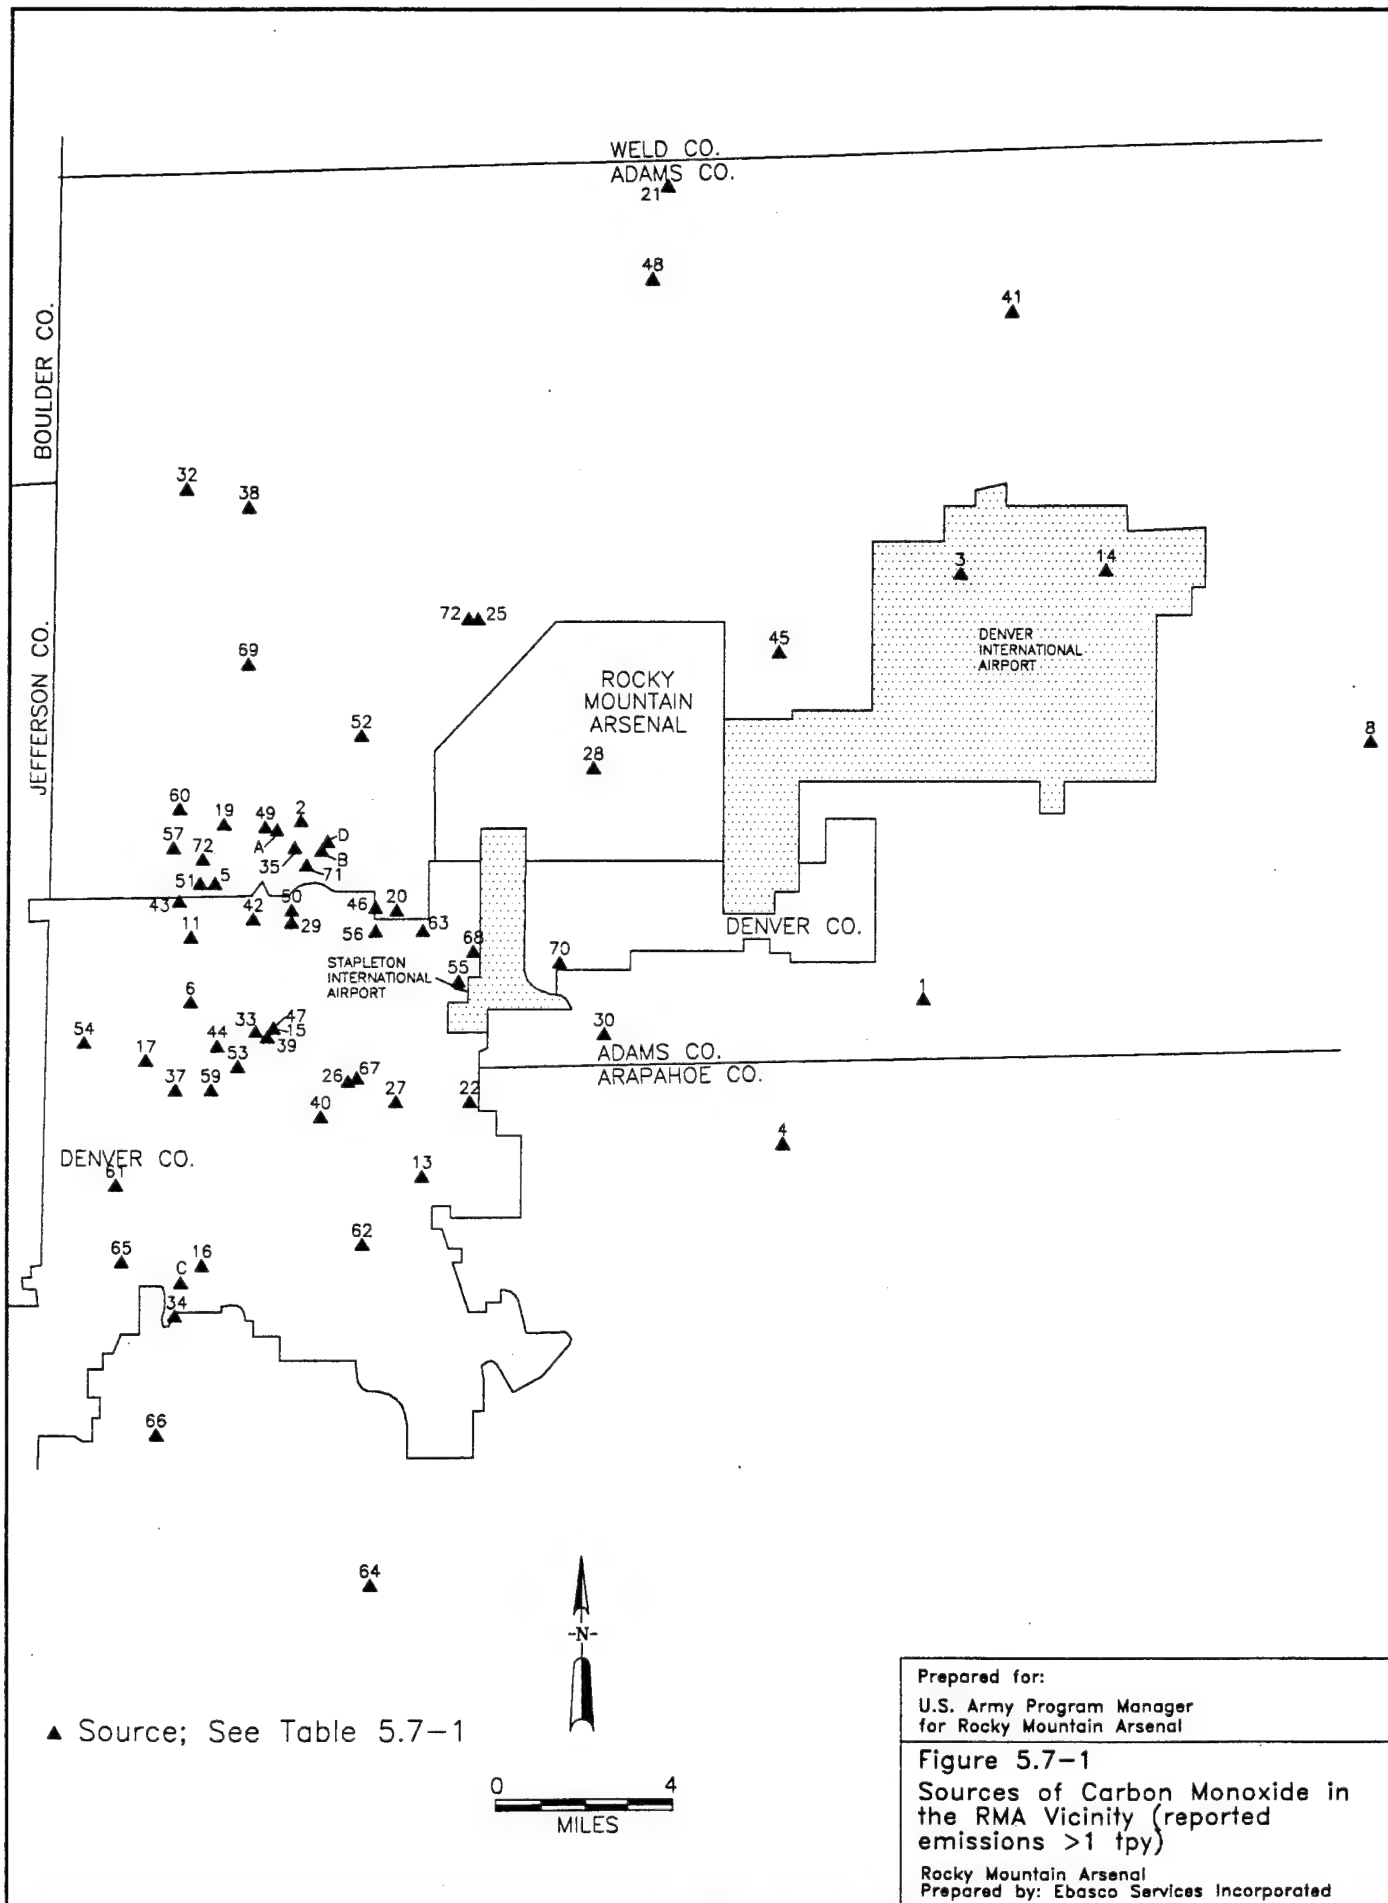 WELD CO.
ADAMS CO.
21
48
41
BOULDER CO.
32
38
3
14
72 25
45
DENVER
INTERNATIONAL
AIRPORT
JEFFERSON CO.
69
ROCKY
MOUNTAIN
ARSENAL
52
28
8
60
19
49
2
D
57
72
A
35
B
71
51
5
43
42
50
29
46
20
63
11
56
68
DENVER CO.
70
STAPLETON
INTERNATIONAL
AIRPORT
55
6
1
54
33
47
15
39
30
44
17
53
ADAMS CO.
ARAPAHOE CO.
37
59
26
67
27
22
40
4
DENVER CO.
61
13
62
65
16
C
34
66
64
-N-
▲ Source; See Table 5.7-1
0 4
MILES
Prepared for:
U.S. Army Program Manager
for Rocky Mountain Arsenal
Figure 5.7-1
Sources of Carbon Monoxide in
the RMA Vicinity (reported
emissions >1 tpy)
Rocky Mountain Arsenal
Prepared by: Ebasco Services Incorporated